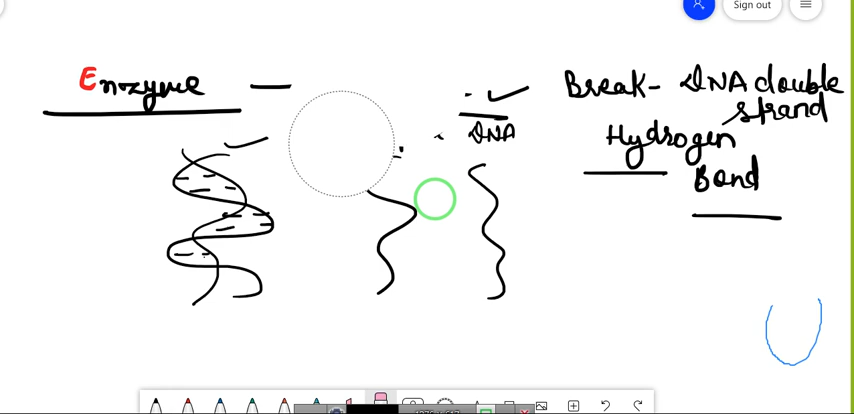 Sign out
Enzyme —
Break- DNA double
strand
DNA
Hydrogen
Bond